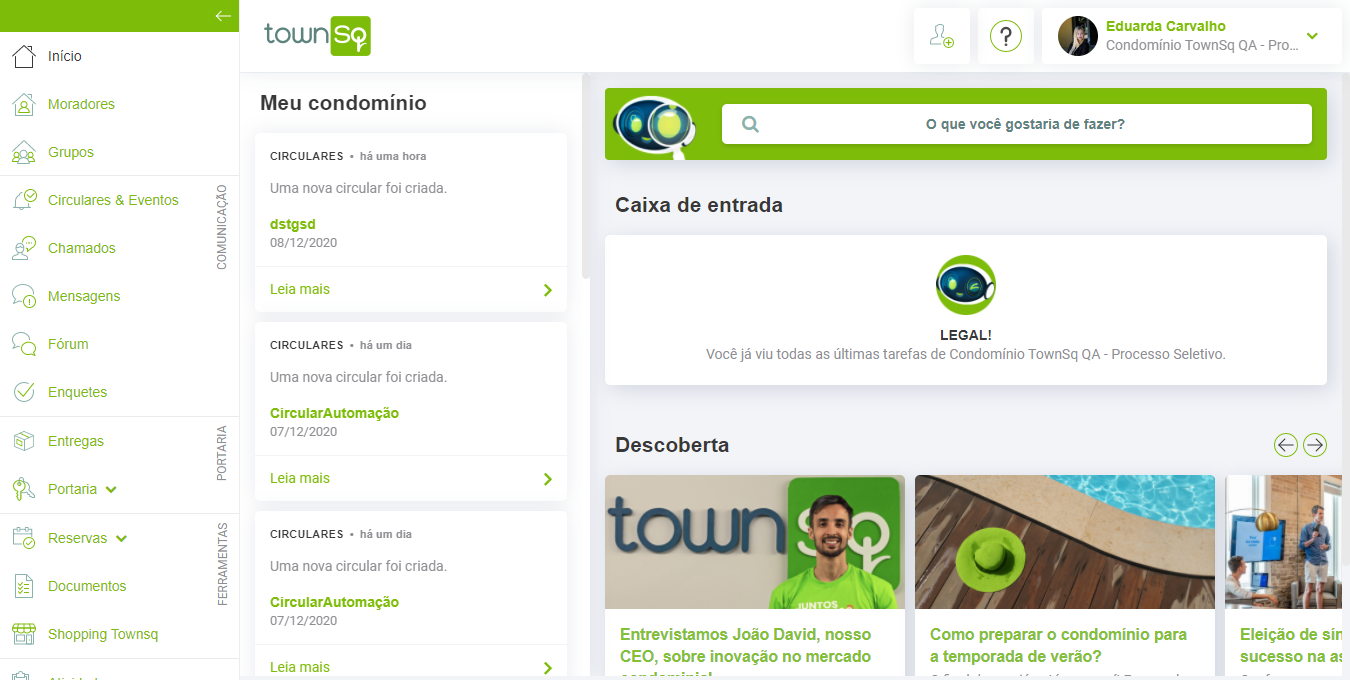 Início
Moradores
Grupos
Circulares & Eventos
Chamados
Mensagens
Fórum
Enquetes
COMUNICAÇÃO
Entregas
Portaria
PORTARIA
Reservas
Documentos
Shopping Townsq
FERRAMENTAS
townSq
?
Eduarda Carvalho
Condomínio TownSq QA - Pro...
Meu condomínio
CIRCULARES • há uma hora
Uma nova circular foi criada.
dstgsd
08/12/2020
Leia mais
CIRCULARES • há um dia
Uma nova circular foi criada.
CircularAutomação
07/12/2020
Leia mais
CIRCULARES • há um dia
Uma nova circular foi criada.
CircularAutomação
07/12/2020
Leia mais
O que você gostaria de fazer?
Caixa de entrada
LEGAL!
Você já viu todas as últimas tarefas de Condomínio TownSq QA - Processo Seletivo.
Descoberta
townsq
JUNTOS
Entrevistamos João David, nosso
CEO, sobre inovação no mercado
condominial
Como preparar o condomínio para
a temporada de verão?
Eleição de
sucesso na